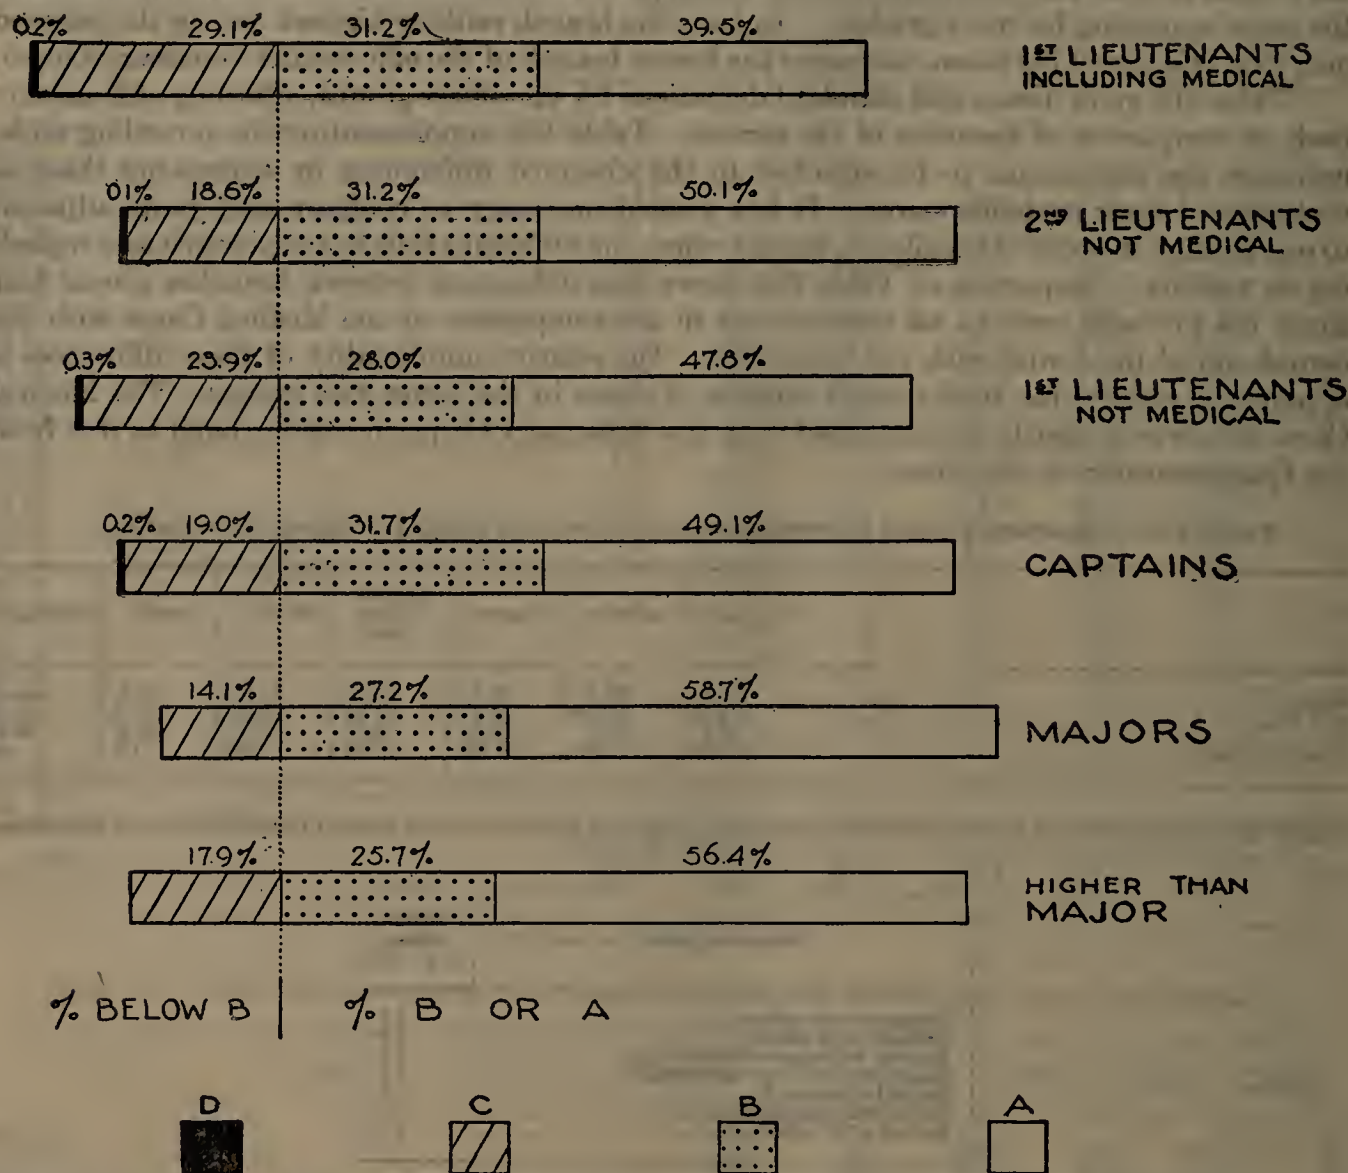 0.2% 29.1% 31.2% 39.5%
1ST LIEUTENANTS
INCLUDING MEDICAL
01% 18.6% 31.2% 50.1%
2ND LIEUTENANTS
NOT MEDICAL
0.3% 23.9% 28.0% 47.8%
1ST LIEUTENANTS
NOT MEDICAL
0.2% 19.0% 31.7% 49.1%
CAPTAINS
14.1% 27.2% 58.7%
MAJORS
17.9% 25.7% 56.4%
HIGHER THAN
MAJOR
% BELOW B % B OR A
D C B A